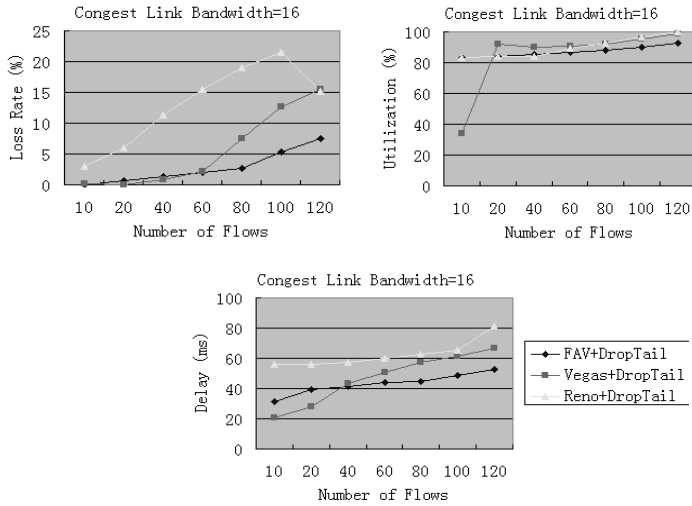 Congest Link Bandwidth=16
25
20
15
10
5
0
Loss Rate (%)
10 20 40 60 80 100 120
Number of Flows
Congest Link Bandwidth=16
100
80
60
40
20
0
Utilization (%)
10 20 40 60 80 100 120
Number of Flows
Congest Link Bandwidth=16
100
80
60
40
20
0
Delay (ms)
10 20 40 60 80 100 120
Number of Flows
FAV+DropTail
Vegas+DropTail
Reno+DropTail